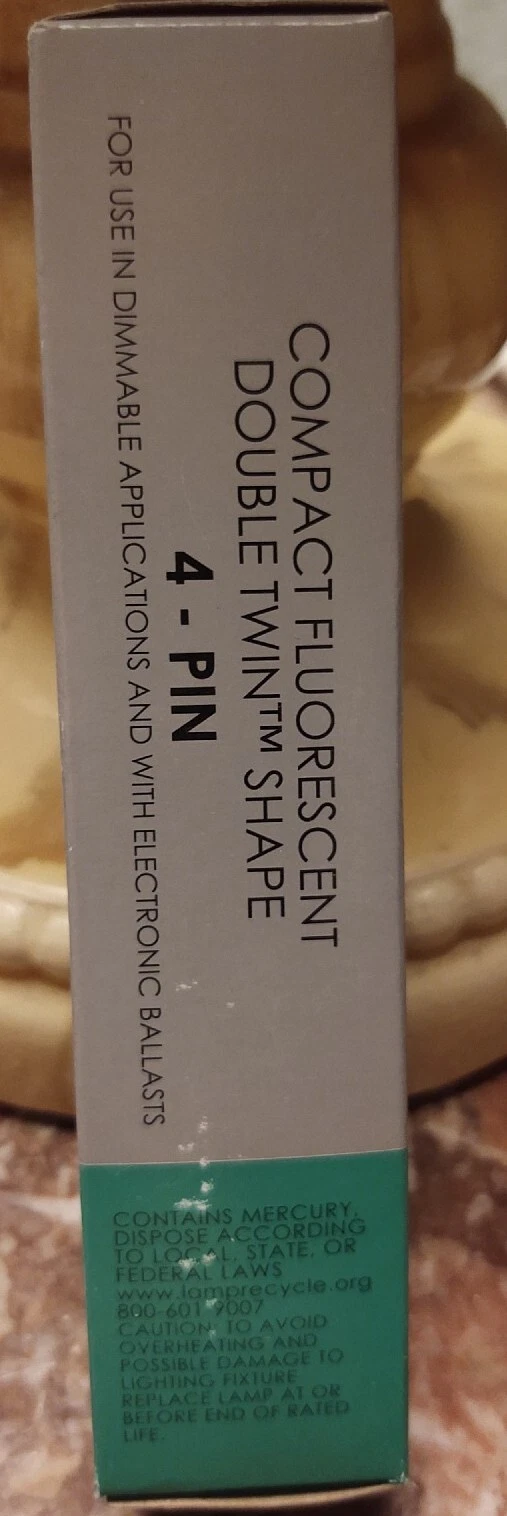 COMPACT FLUORESCENT
DOUBLE TWIN™ SHAPE
4 - PIN
FOR USE IN DIMMABLE APPLICATIONS AND WITH ELECTRONIC BALLASTS
CONTAINS MERCURY.
DISPOSE ACCORDING
TO LOCAL, STATE, OR
FEDERAL LAWS
www.lamprecycle.org
800-601-9007
CAUTION: TO AVOID
OVERHEATING AND
POSSIBLE DAMAGE TO
LIGHTING FIXTURE
REPLACE LAMP AT OR
BEFORE END OF RATED
LIFE.